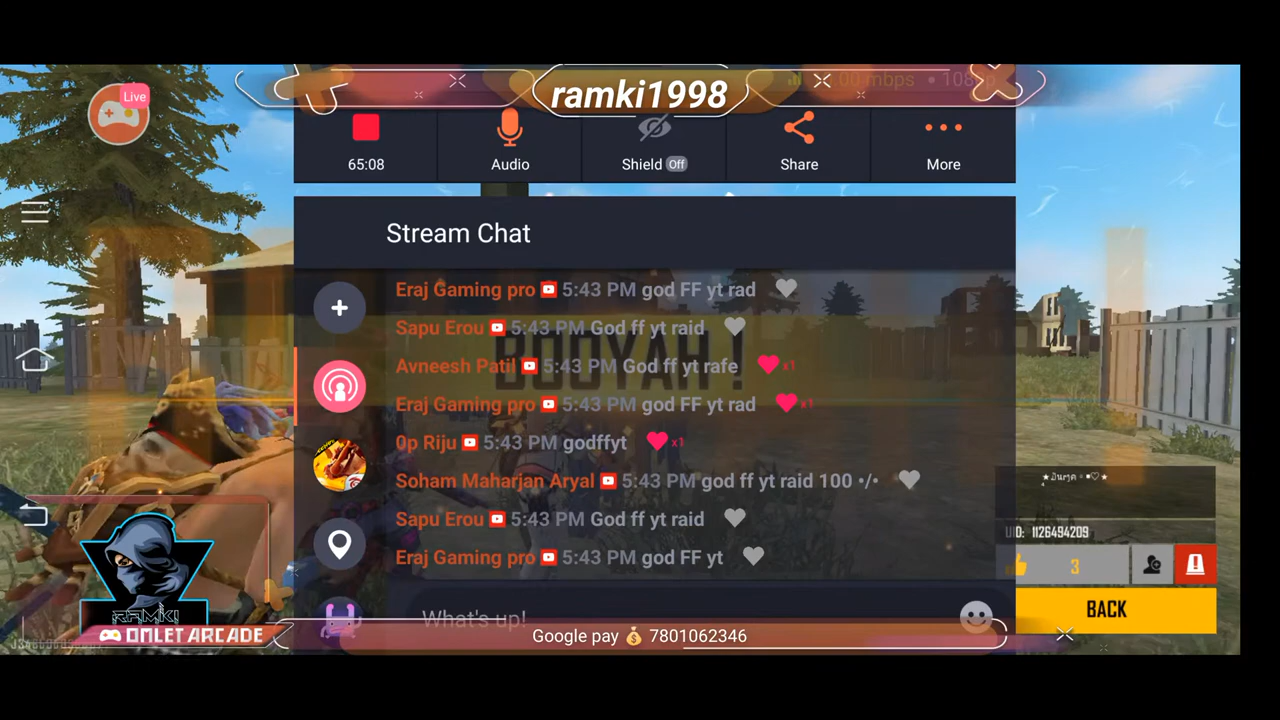 Live
ramki1998
65:08
Audio
Shield Off
Share
More
Stream Chat
Eraj Gaming pro 5:43 PM god FF yt rad
Sapu Erou 5:43 PM God ff yt raid
Avneesh Patil 5:43 PM God ff yt rafe x1
Eraj Gaming pro 5:43 PM god FF yt rad x1
0p Riju 5:43 PM godffyt x1
Soham Maharjan Aryal 5:43 PM god ff yt raid 100 •/•
Sapu Erou 5:43 PM God ff yt raid
Eraj Gaming pro 5:43 PM god FF yt
BOOYAH!
What's up!
UID: 1126494209
3
BACK
RAMKI
OMLET ARCADE
Google pay 💰 7801062346